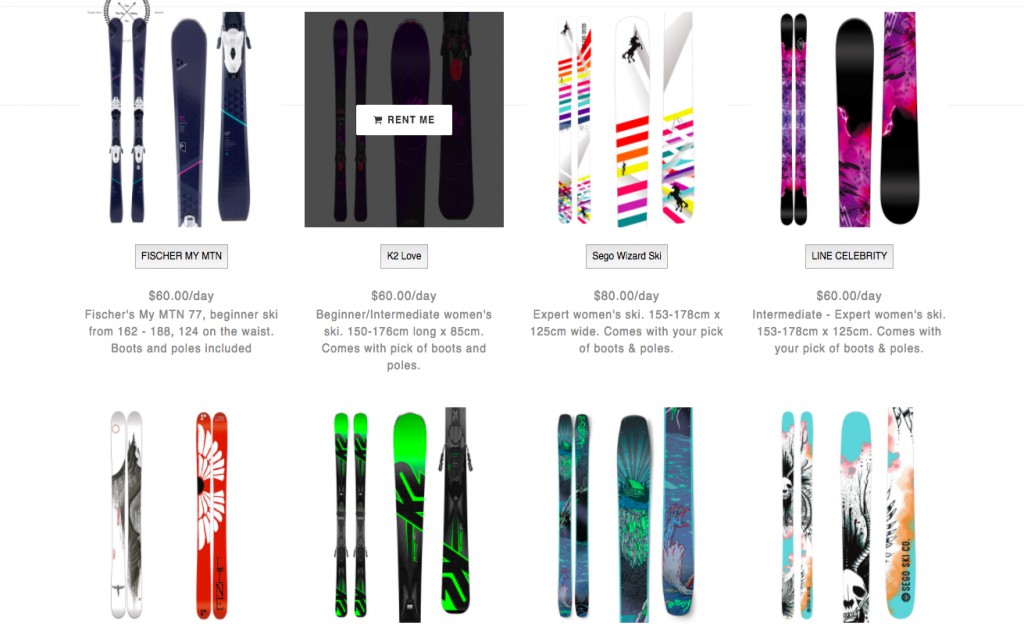 RENT ME
FISCHER MY MTN
K2 Love
Sego Wizard Ski
LINE CELEBRITY
$60.00/day
Fischer's My MTN 77, beginner ski
from 162 - 188, 124 on the waist.
Boots and poles included
$60.00/day
Beginner/Intermediate women's
ski. 150-176cm long x 85cm.
Comes with pick of boots and
poles.
$80.00/day
Expert women's ski. 153-178cm x
125cm wide. Comes with your pick
of boots & poles.
$60.00/day
Intermediate - Expert women's ski.
153-178cm x 125cm. Comes with
your pick of boots & poles.
K2
SEGO SKI CO.